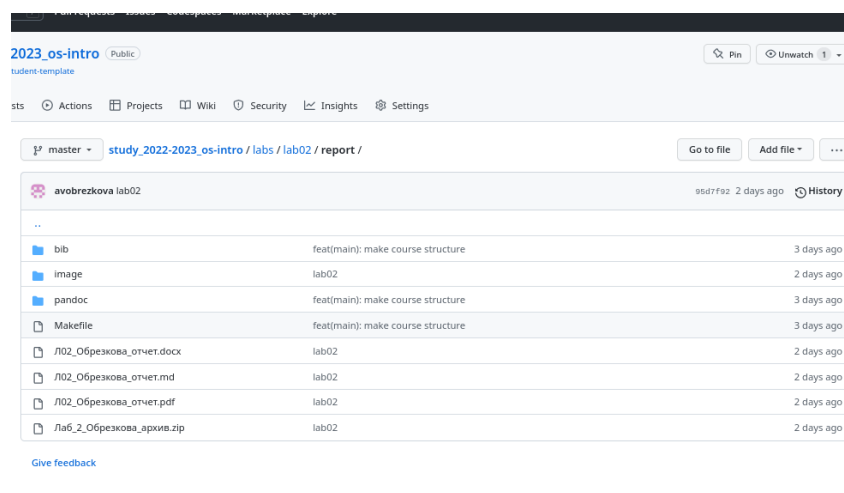 2023_os-intro Public
tudent-template
Pin
Unwatch 1
sts Actions Projects Wiki Security Insights Settings
master study_2022-2023_os-intro / labs / lab02 / report /
Go to file Add file ...
avobrezkova lab02 95d7f92 2 days ago History
..
bib feat(main): make course structure 3 days ago
image lab02 2 days ago
pandoc feat(main): make course structure 3 days ago
Makefile feat(main): make course structure 3 days ago
Л02_Обрезкова_отчет.docx lab02 2 days ago
Л02_Обрезкова_отчет.md lab02 2 days ago
Л02_Обрезкова_отчет.pdf lab02 2 days ago
Лаб_2_Обрезкова_архив.zip lab02 2 days ago
Give feedback